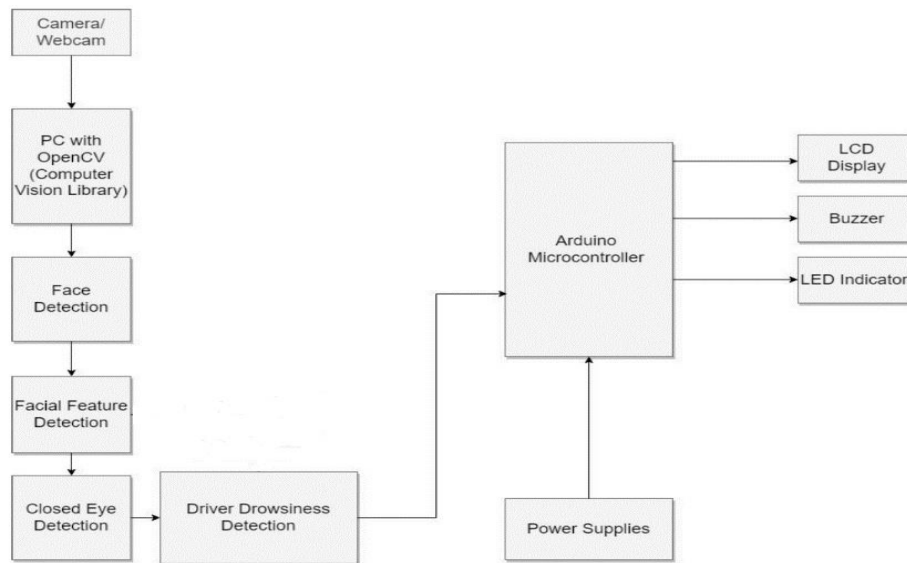 Camera/
Webcam
PC with
OpenCV
(Computer
Vision Library)
Face
Detection
Facial Feature
Detection
Closed Eye
Detection
Driver Drowsiness
Detection
Arduino
Microcontroller
Power Supplies
LCD
Display
Buzzer
LED Indicator